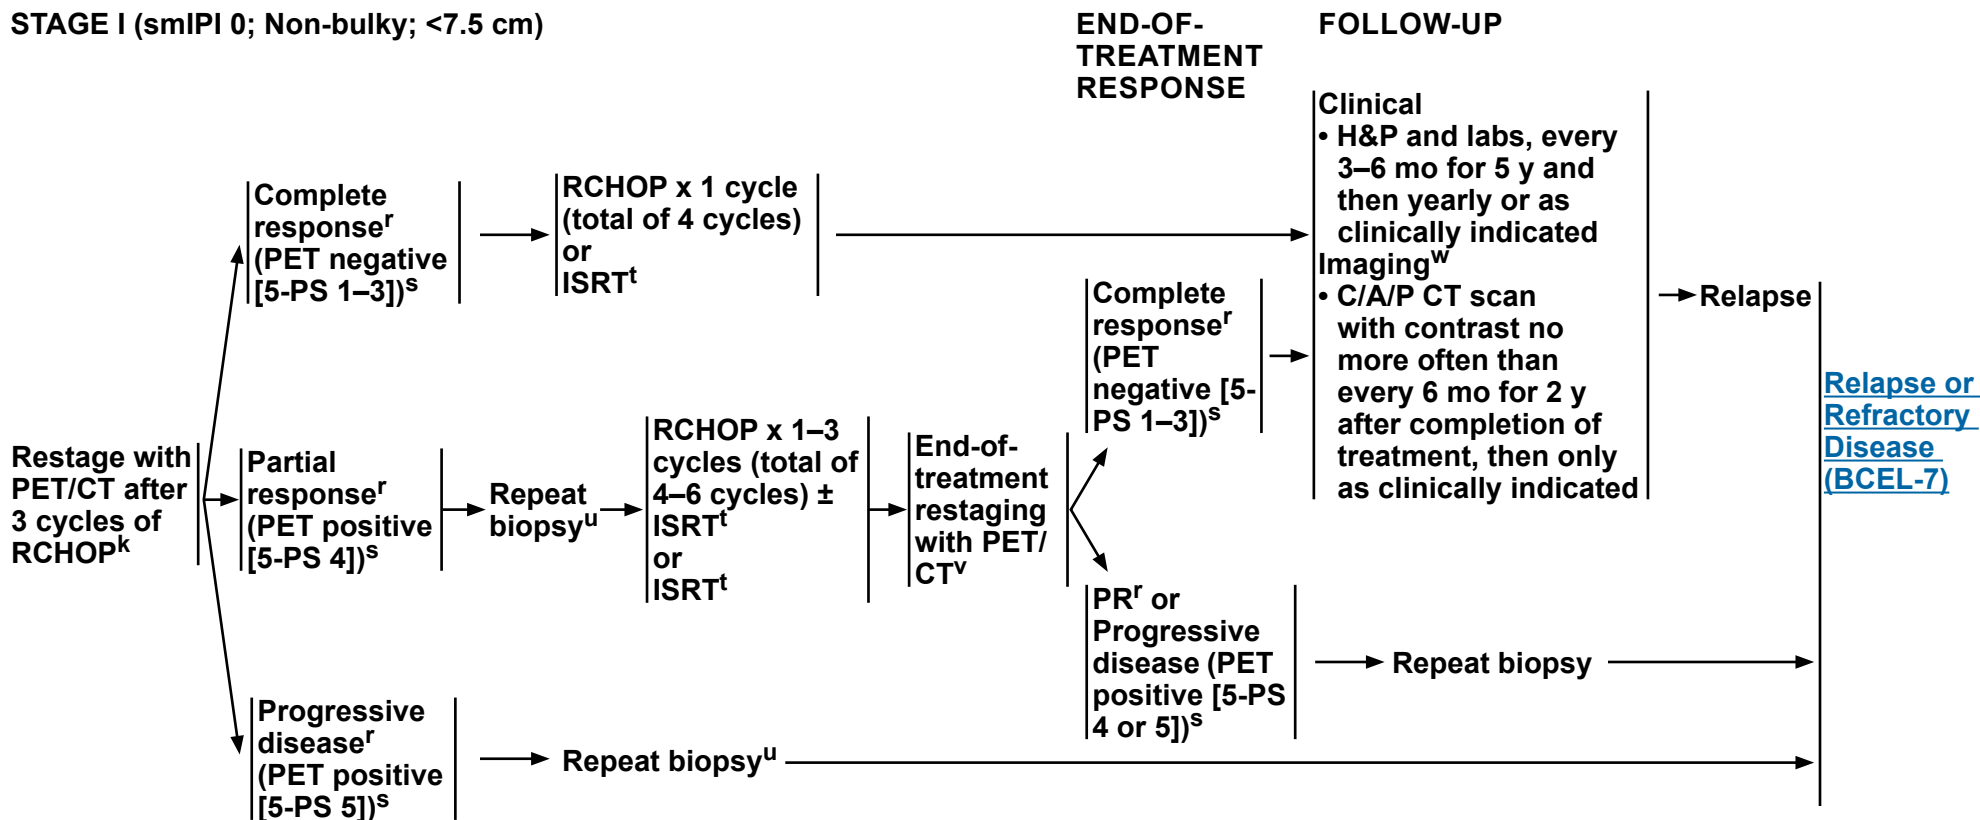 STAGE I (smIPI 0; Non-bulky; <7.5 cm)
END-OF-
TREATMENT
RESPONSE
FOLLOW-UP
Restage with
PET/CT after
3 cycles of
RCHOPk
Complete
responser
(PET negative
[5-PS 1–3])s
RCHOP x 1 cycle
(total of 4 cycles)
or
ISRTt
Partial
responser
(PET positive
[5-PS 4])s
Repeat
biopsyu
RCHOP x 1–3
cycles (total of
4–6 cycles) ±
ISRTt
or
ISRTt
End-of-
treatment
restaging
with PET/
CTv
Complete
responser
(PET
negative [5-
PS 1–3])s
PRr or
Progressive
disease (PET
positive [5-PS
4 or 5])s
Repeat biopsy
Progressive
diseaser
(PET positive
[5-PS 5])s
Repeat biopsyu
Clinical
• H&P and labs, every
3–6 mo for 5 y and
then yearly or as
clinically indicated
Imagingw
• C/A/P CT scan
with contrast no
more often than
every 6 mo for 2 y
after completion of
treatment, then only
as clinically indicated
Relapse
Relapse or
Refractory
Disease
(BCEL-7)